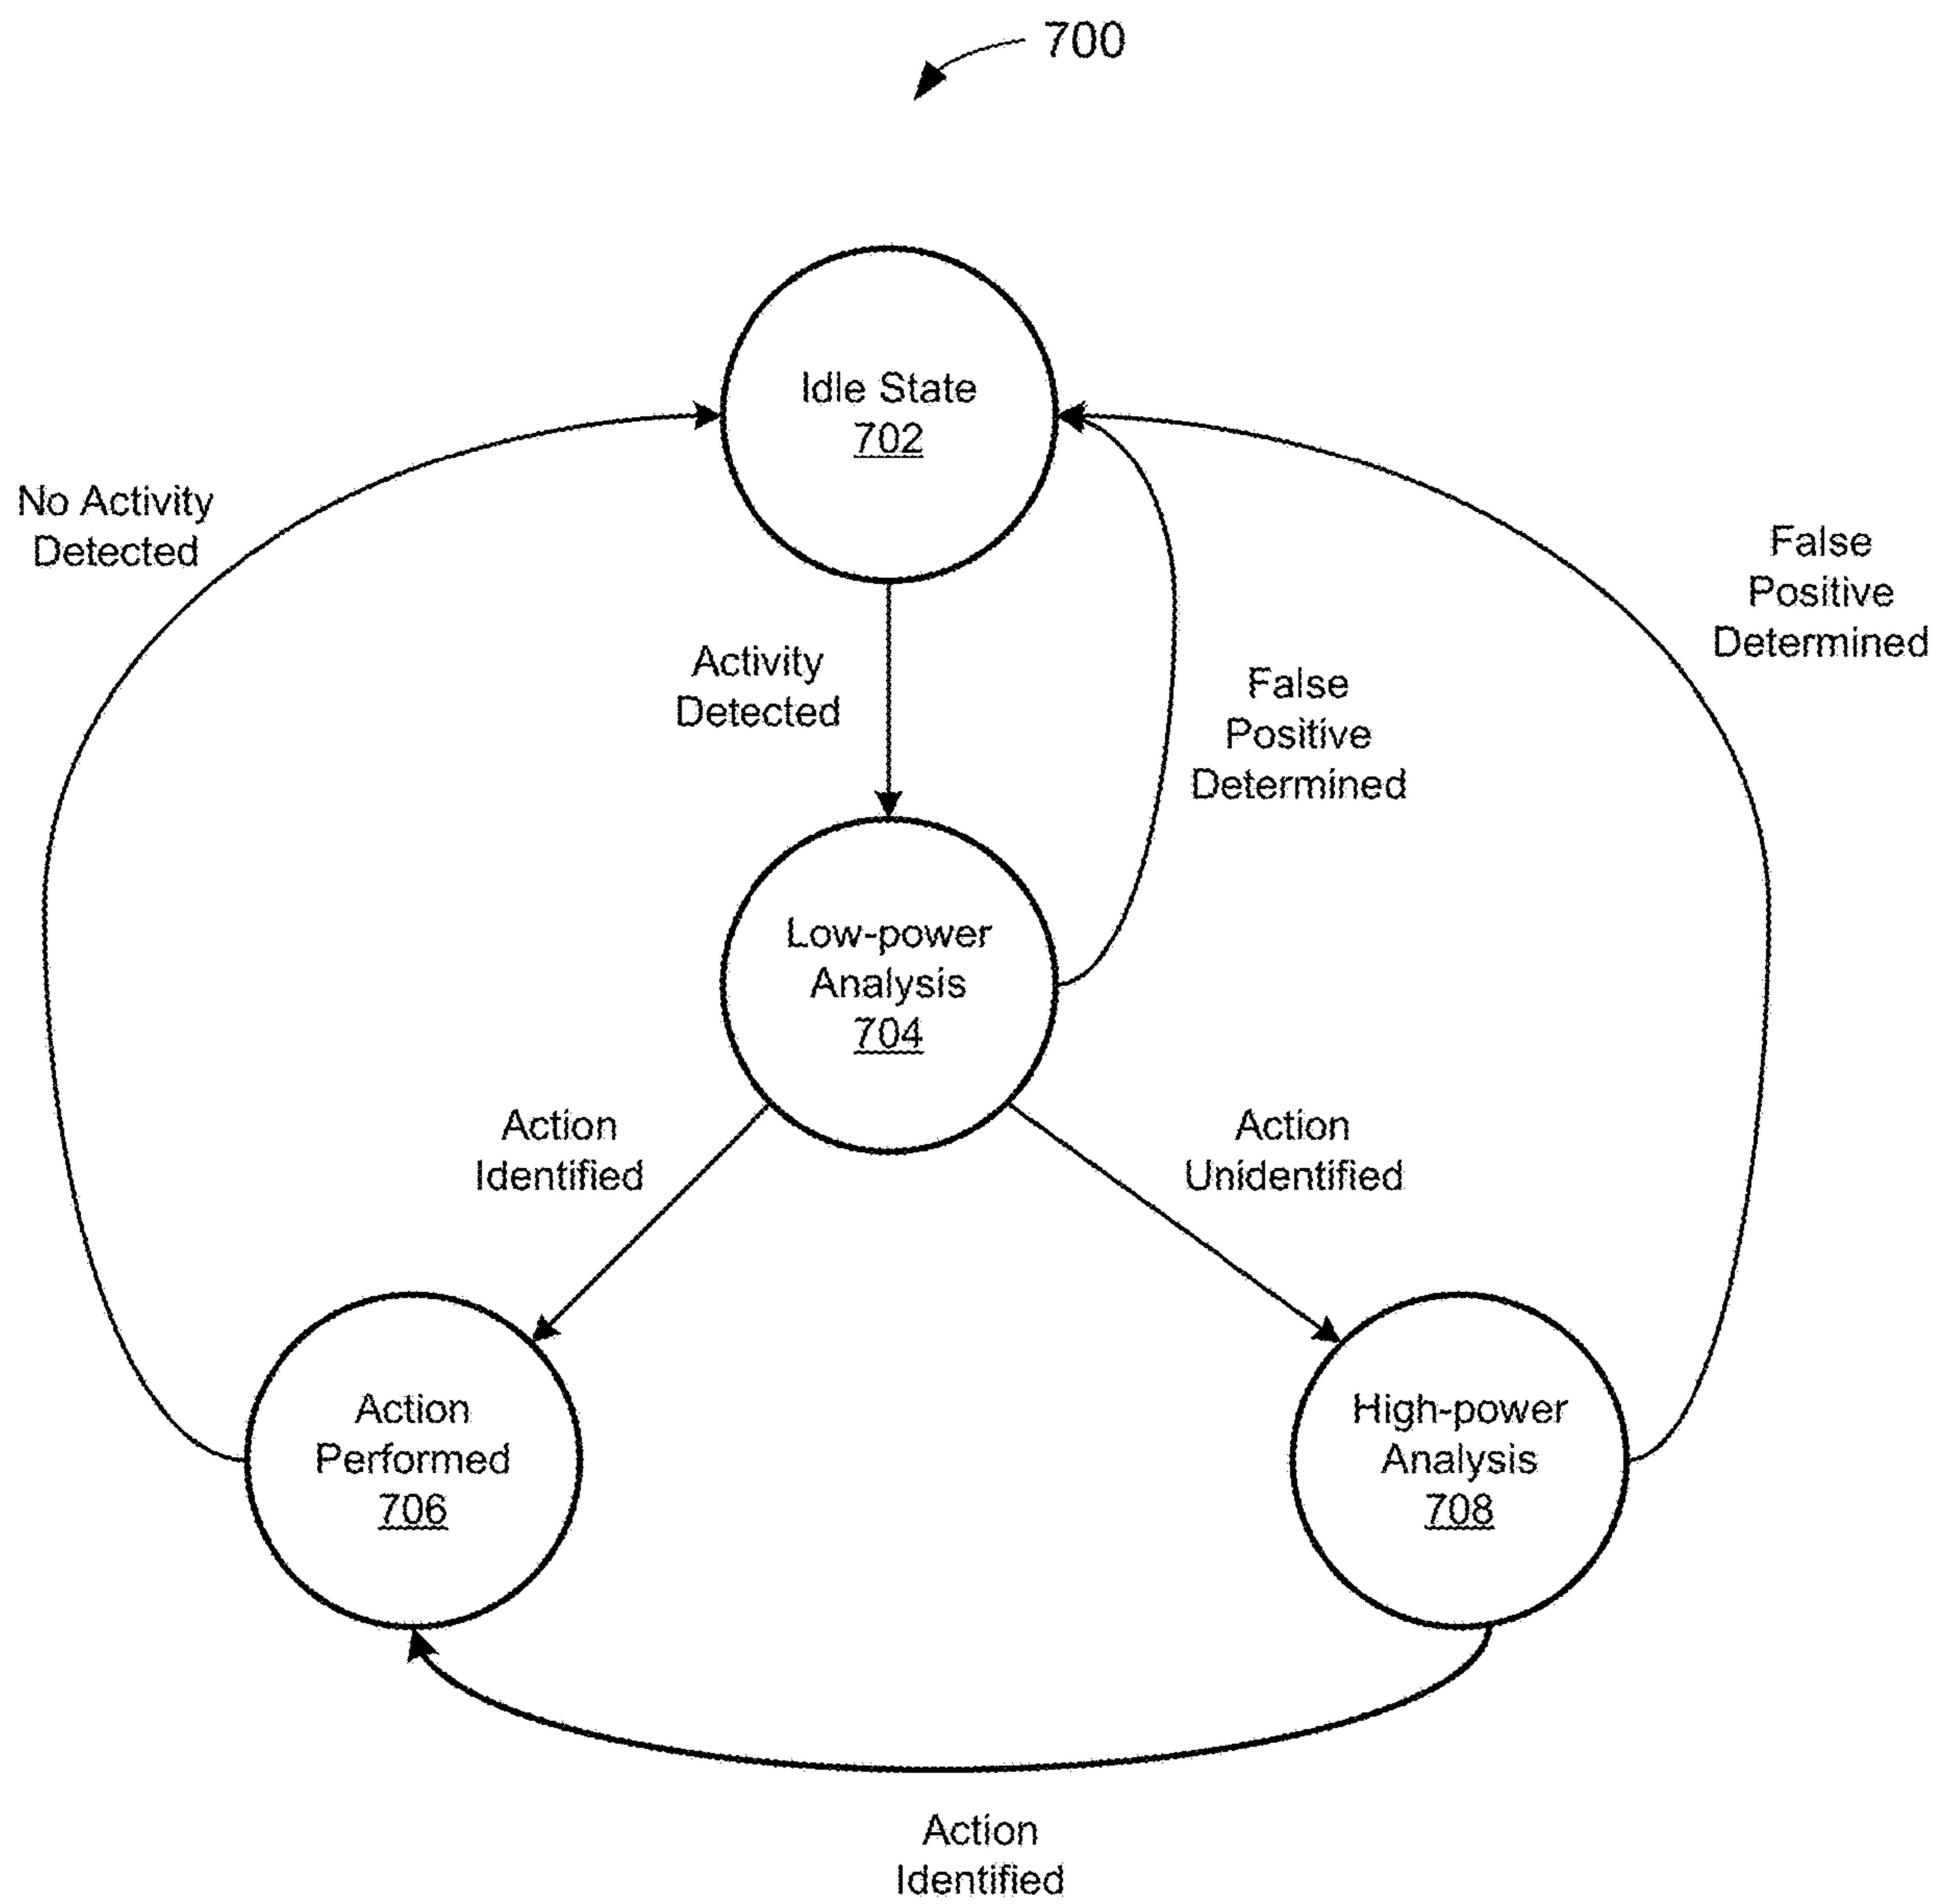 700
Idle State
702
No Activity
Detected
False
Positive
Determined
Activity
Detected
False
Positive
Determined
Low-power
Analysis
704
Action
Identified
Action
Unidentified
Action
Performed
706
High-power
Analysis
708
Action
Identified